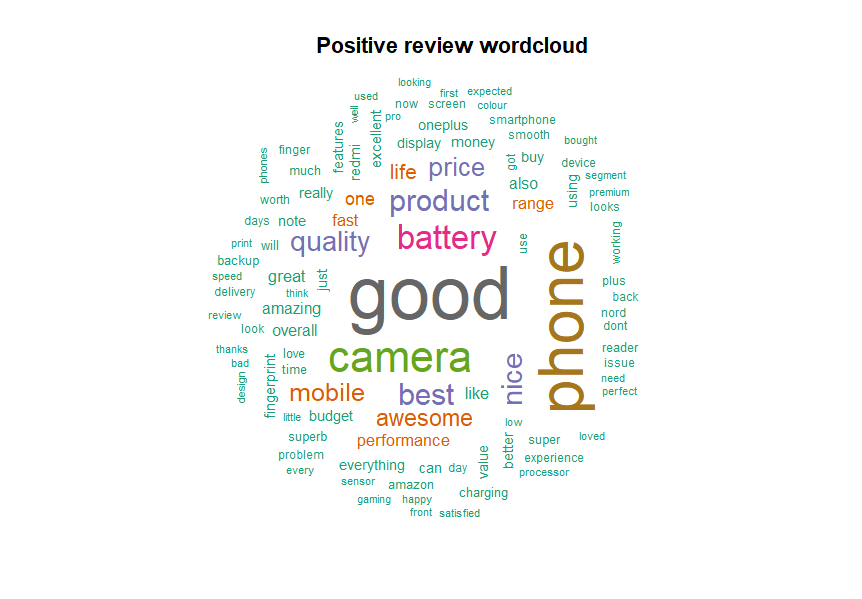 Positive review wordcloud
looking
used
first
expected
now
screen
colour
well
pro
oneplus
smartphone
features
redmi
excellent
display
money
smooth
bought
finger
phones
much
life
price
got
buy
device
segment
worth
really
one
product
also
range
using
premium
looks
days
note
fast
quality
battery
use
working
print
will
backup
speed
great
just
good
phone
plus
delivery
think
back
amazing
review
look
overall
nord
dont
camera
thanks
love
reader
bad
time
issue
fingerprint
nice
need
design
mobile
best
like
perfect
little
budget
awesome
low
superb
performance
better
super
loved
problem
everything
can
day
value
experience
every
processor
sensor
amazon
charging
gaming
happy
front
satisfied